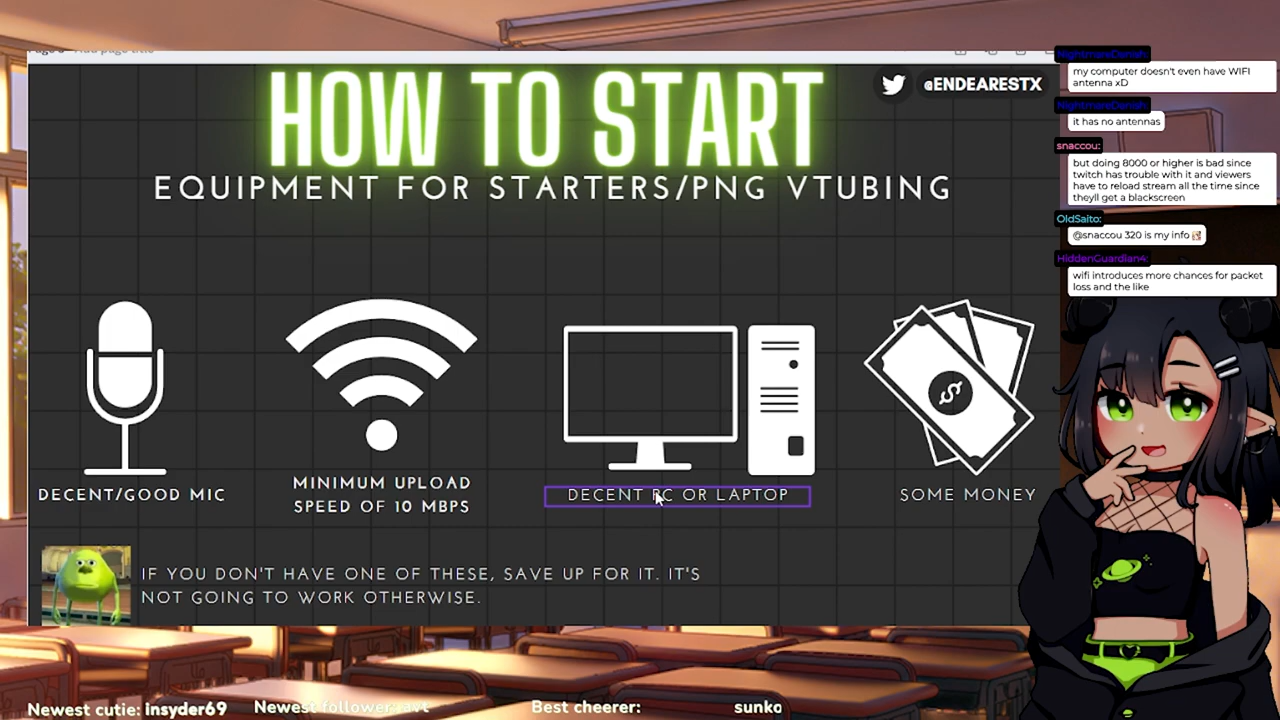 HOW TO START
@ENDEARESTX
EQUIPMENT FOR STARTERS/PNG VTUBING
DECENT/GOOD MIC
MINIMUM UPLOAD
SPEED OF 10 MBPS
DECENT PC OR LAPTOP
SOME MONEY
IF YOU DON'T HAVE ONE OF THESE, SAVE UP FOR IT. IT'S
NOT GOING TO WORK OTHERWISE.
NightmareDenish:
my computer doesn't even have WIFI
antenna xD
NightmareDenish:
it has no antennas
snaccou:
but doing 8000 or higher is bad since
twitch has trouble with it and viewers
have to reload stream all the time since
theyll get a blackscreen
OldSaito:
@snaccou 320 is my info
HiddenGuardian4:
wifi introduces more chances for packet
loss and the like
Newest cutie: insyder69
Newest follower: avt
Best cheerer:
sunko